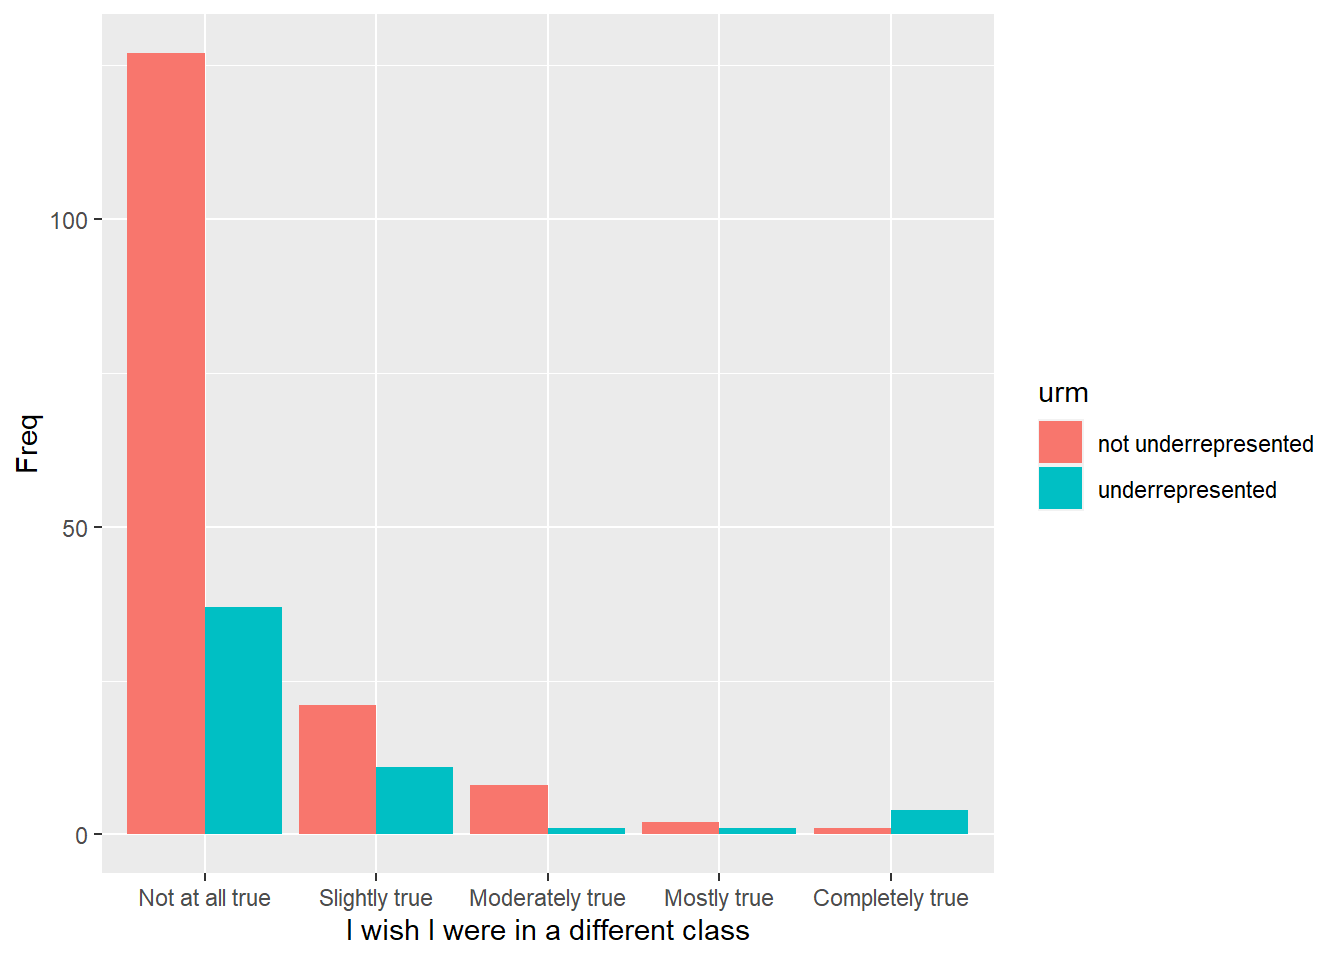 100
50
0
Freq
Not at all true
Slightly true
Moderately true
Mostly true
Completely true
I wish I were in a different class
urm
not underrepresented
underrepresented